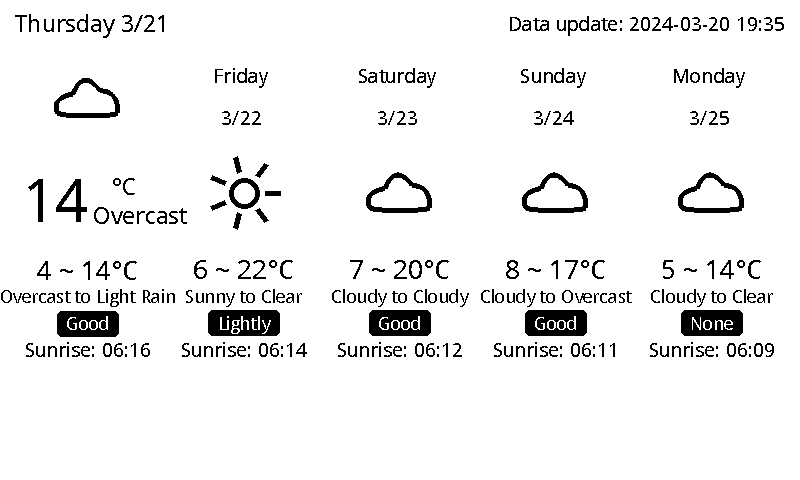 Thursday 3/21
Data update: 2024-03-20 19:35
14 °C
Overcast
4 ~ 14°C
Overcast to Light Rain
Good
Sunrise: 06:16
Friday
3/22
6 ~ 22°C
Sunny to Clear
Lightly
Sunrise: 06:14
Saturday
3/23
7 ~ 20°C
Cloudy to Cloudy
Good
Sunrise: 06:12
Sunday
3/24
8 ~ 17°C
Cloudy to Overcast
Good
Sunrise: 06:11
Monday
3/25
5 ~ 14°C
Cloudy to Clear
None
Sunrise: 06:09